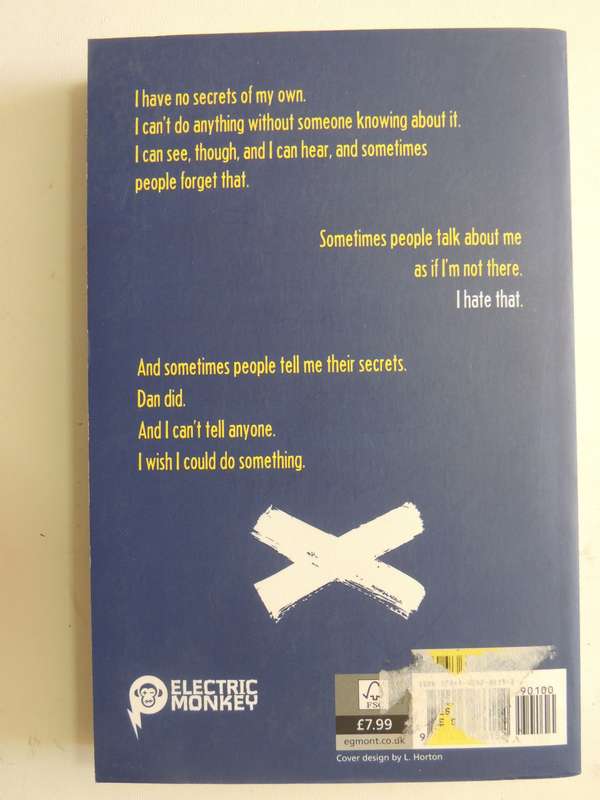 I have no secrets of my own.
I can't do anything without someone knowing about it.
I can see, though, and I can hear, and sometimes
people forget that.
Sometimes people talk about me
as if I'm not there.
I hate that.
And sometimes people tell me their secrets.
Dan did.
And I can't tell anyone.
I wish I could do something.
ELECTRIC
MONKEY
FSC
£7.99
egmont.co.uk
90100
9
Cover design by L. Horton